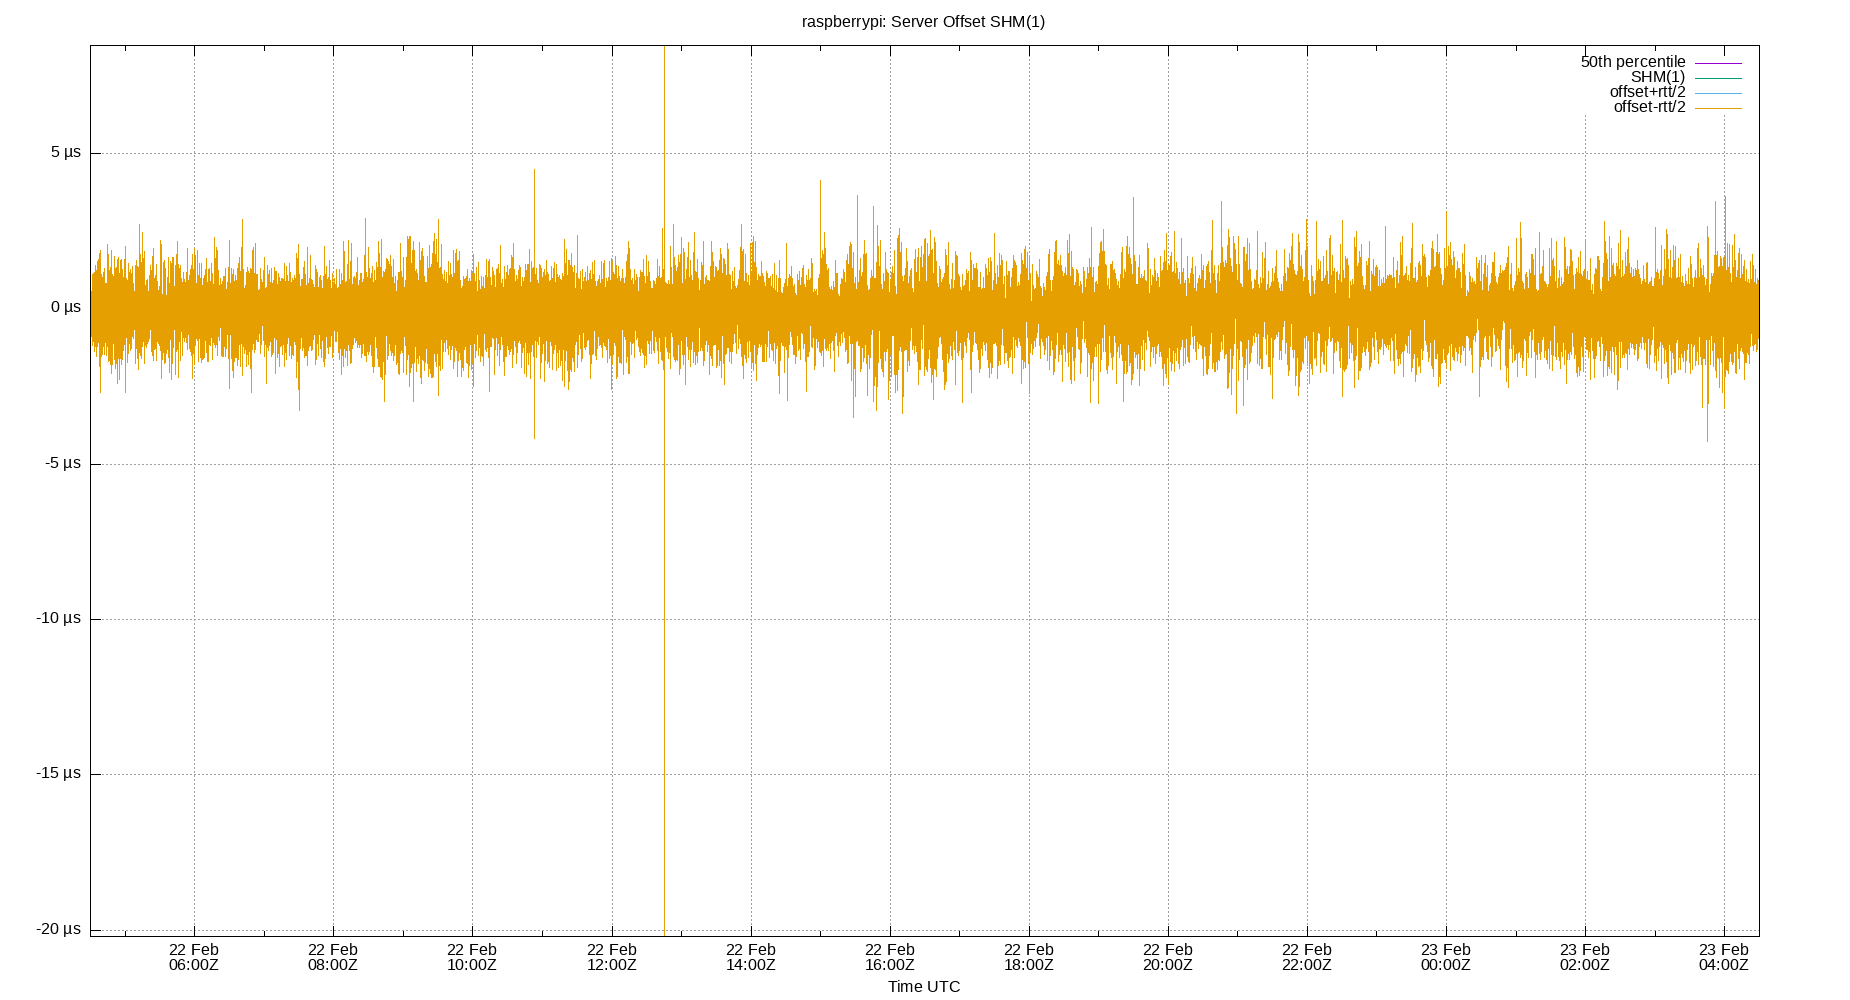 raspberrypi: Server Offset SHM(1)
50th percentile
SHM(1)
offset+rtt/2
offset-rtt/2
5 µs
0 µs
-5 µs
-10 µs
-15 µs
-20 µs
22 Feb 22 Feb 22 Feb 22 Feb 22 Feb 22 Feb 22 Feb 22 Feb 22 Feb 23 Feb 23 Feb 23 Feb
06:00Z 08:00Z 10:00Z 12:00Z 14:00Z 16:00Z 18:00Z 20:00Z 22:00Z 00:00Z 02:00Z 04:00Z
Time UTC